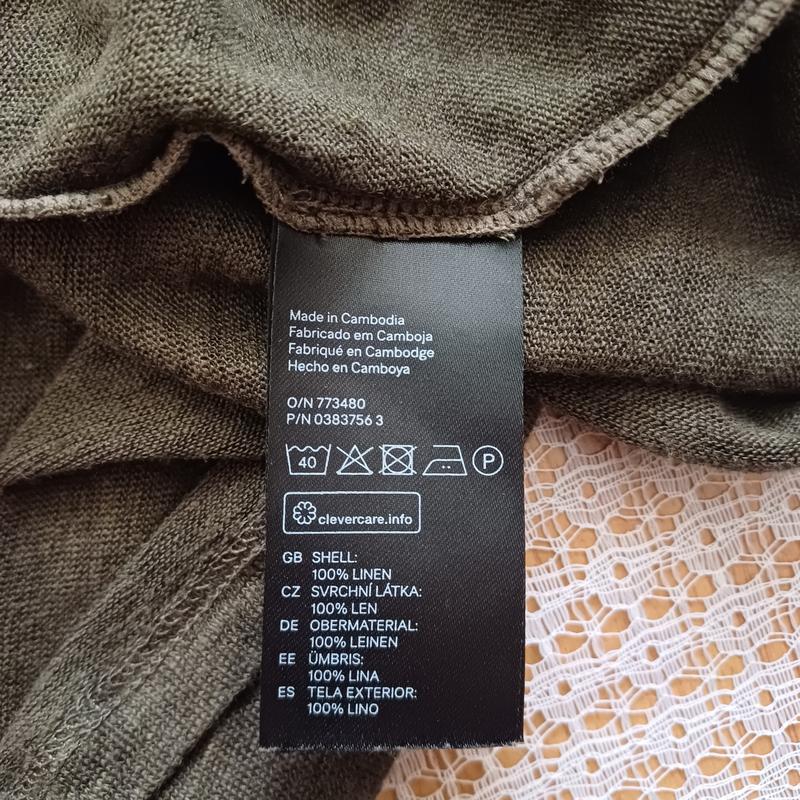 Made in Cambodia
Fabricado em Camboja
Fabriqué en Cambodge
Hecho en Camboya
O/N 773480
P/N 0383756 3
40 P
clevercare.info
GB SHELL:
100% LINEN
CZ SVRCHNÍ LÁTKA:
100% LEN
DE OBERMATERIAL:
100% LEINEN
EE ÜMBRIS:
100% LINA
ES TELA EXTERIOR:
100% LINO